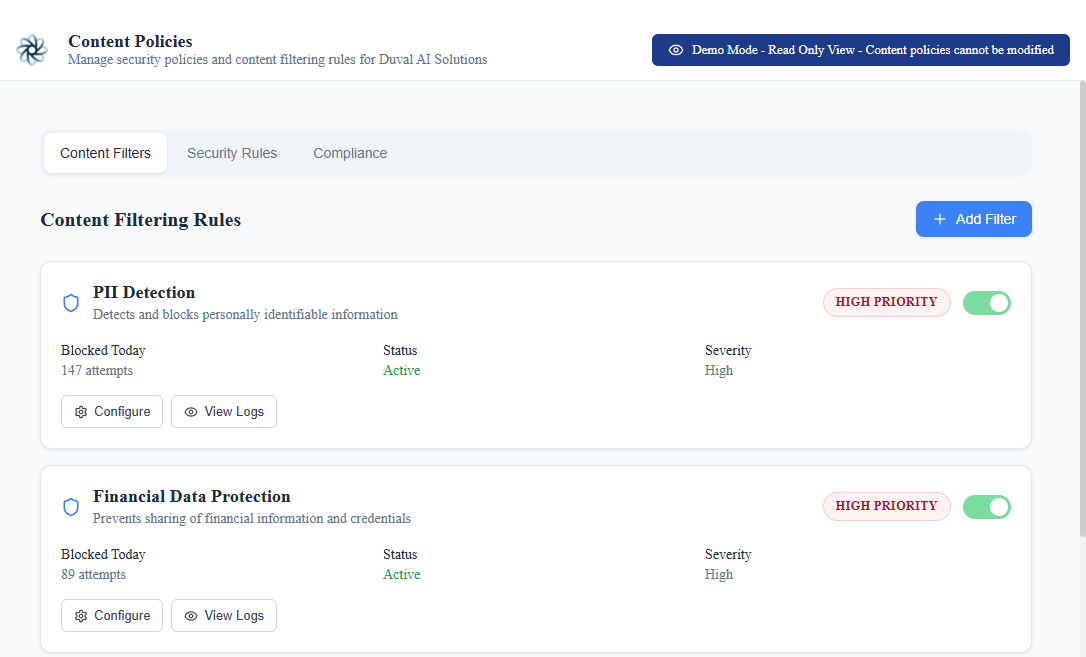 Content Policies
Manage security policies and content filtering rules for Duval AI Solutions
Demo Mode - Read Only View - Content policies cannot be modified
Content Filters
Security Rules
Compliance
Content Filtering Rules
Add Filter
PII Detection
Detects and blocks personally identifiable information
HIGH PRIORITY
Blocked Today
Status
Severity
147 attempts
Active
High
Configure
View Logs
Financial Data Protection
Prevents sharing of financial information and credentials
HIGH PRIORITY
Blocked Today
Status
Severity
89 attempts
Active
High
Configure
View Logs